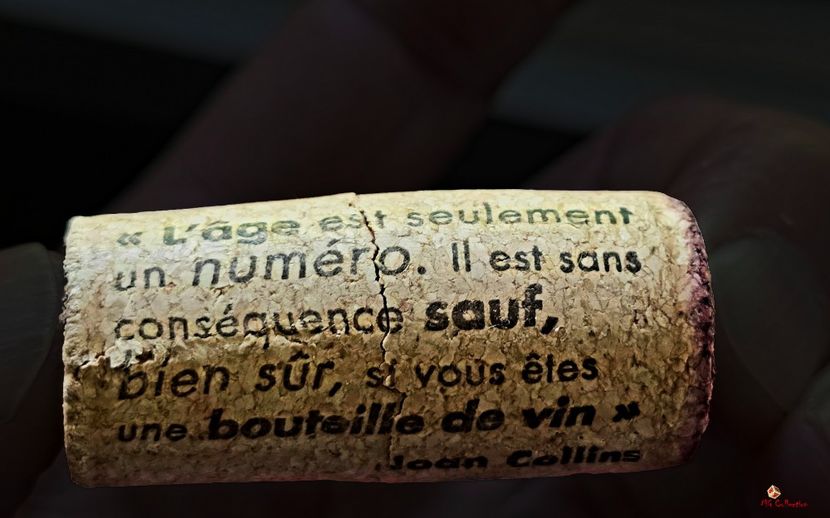 « L'âge est seulement
un numéro. Il est sans
conséquence sauf,
bien sûr, si vous êtes
une bouteille de vin »
Joan Collins